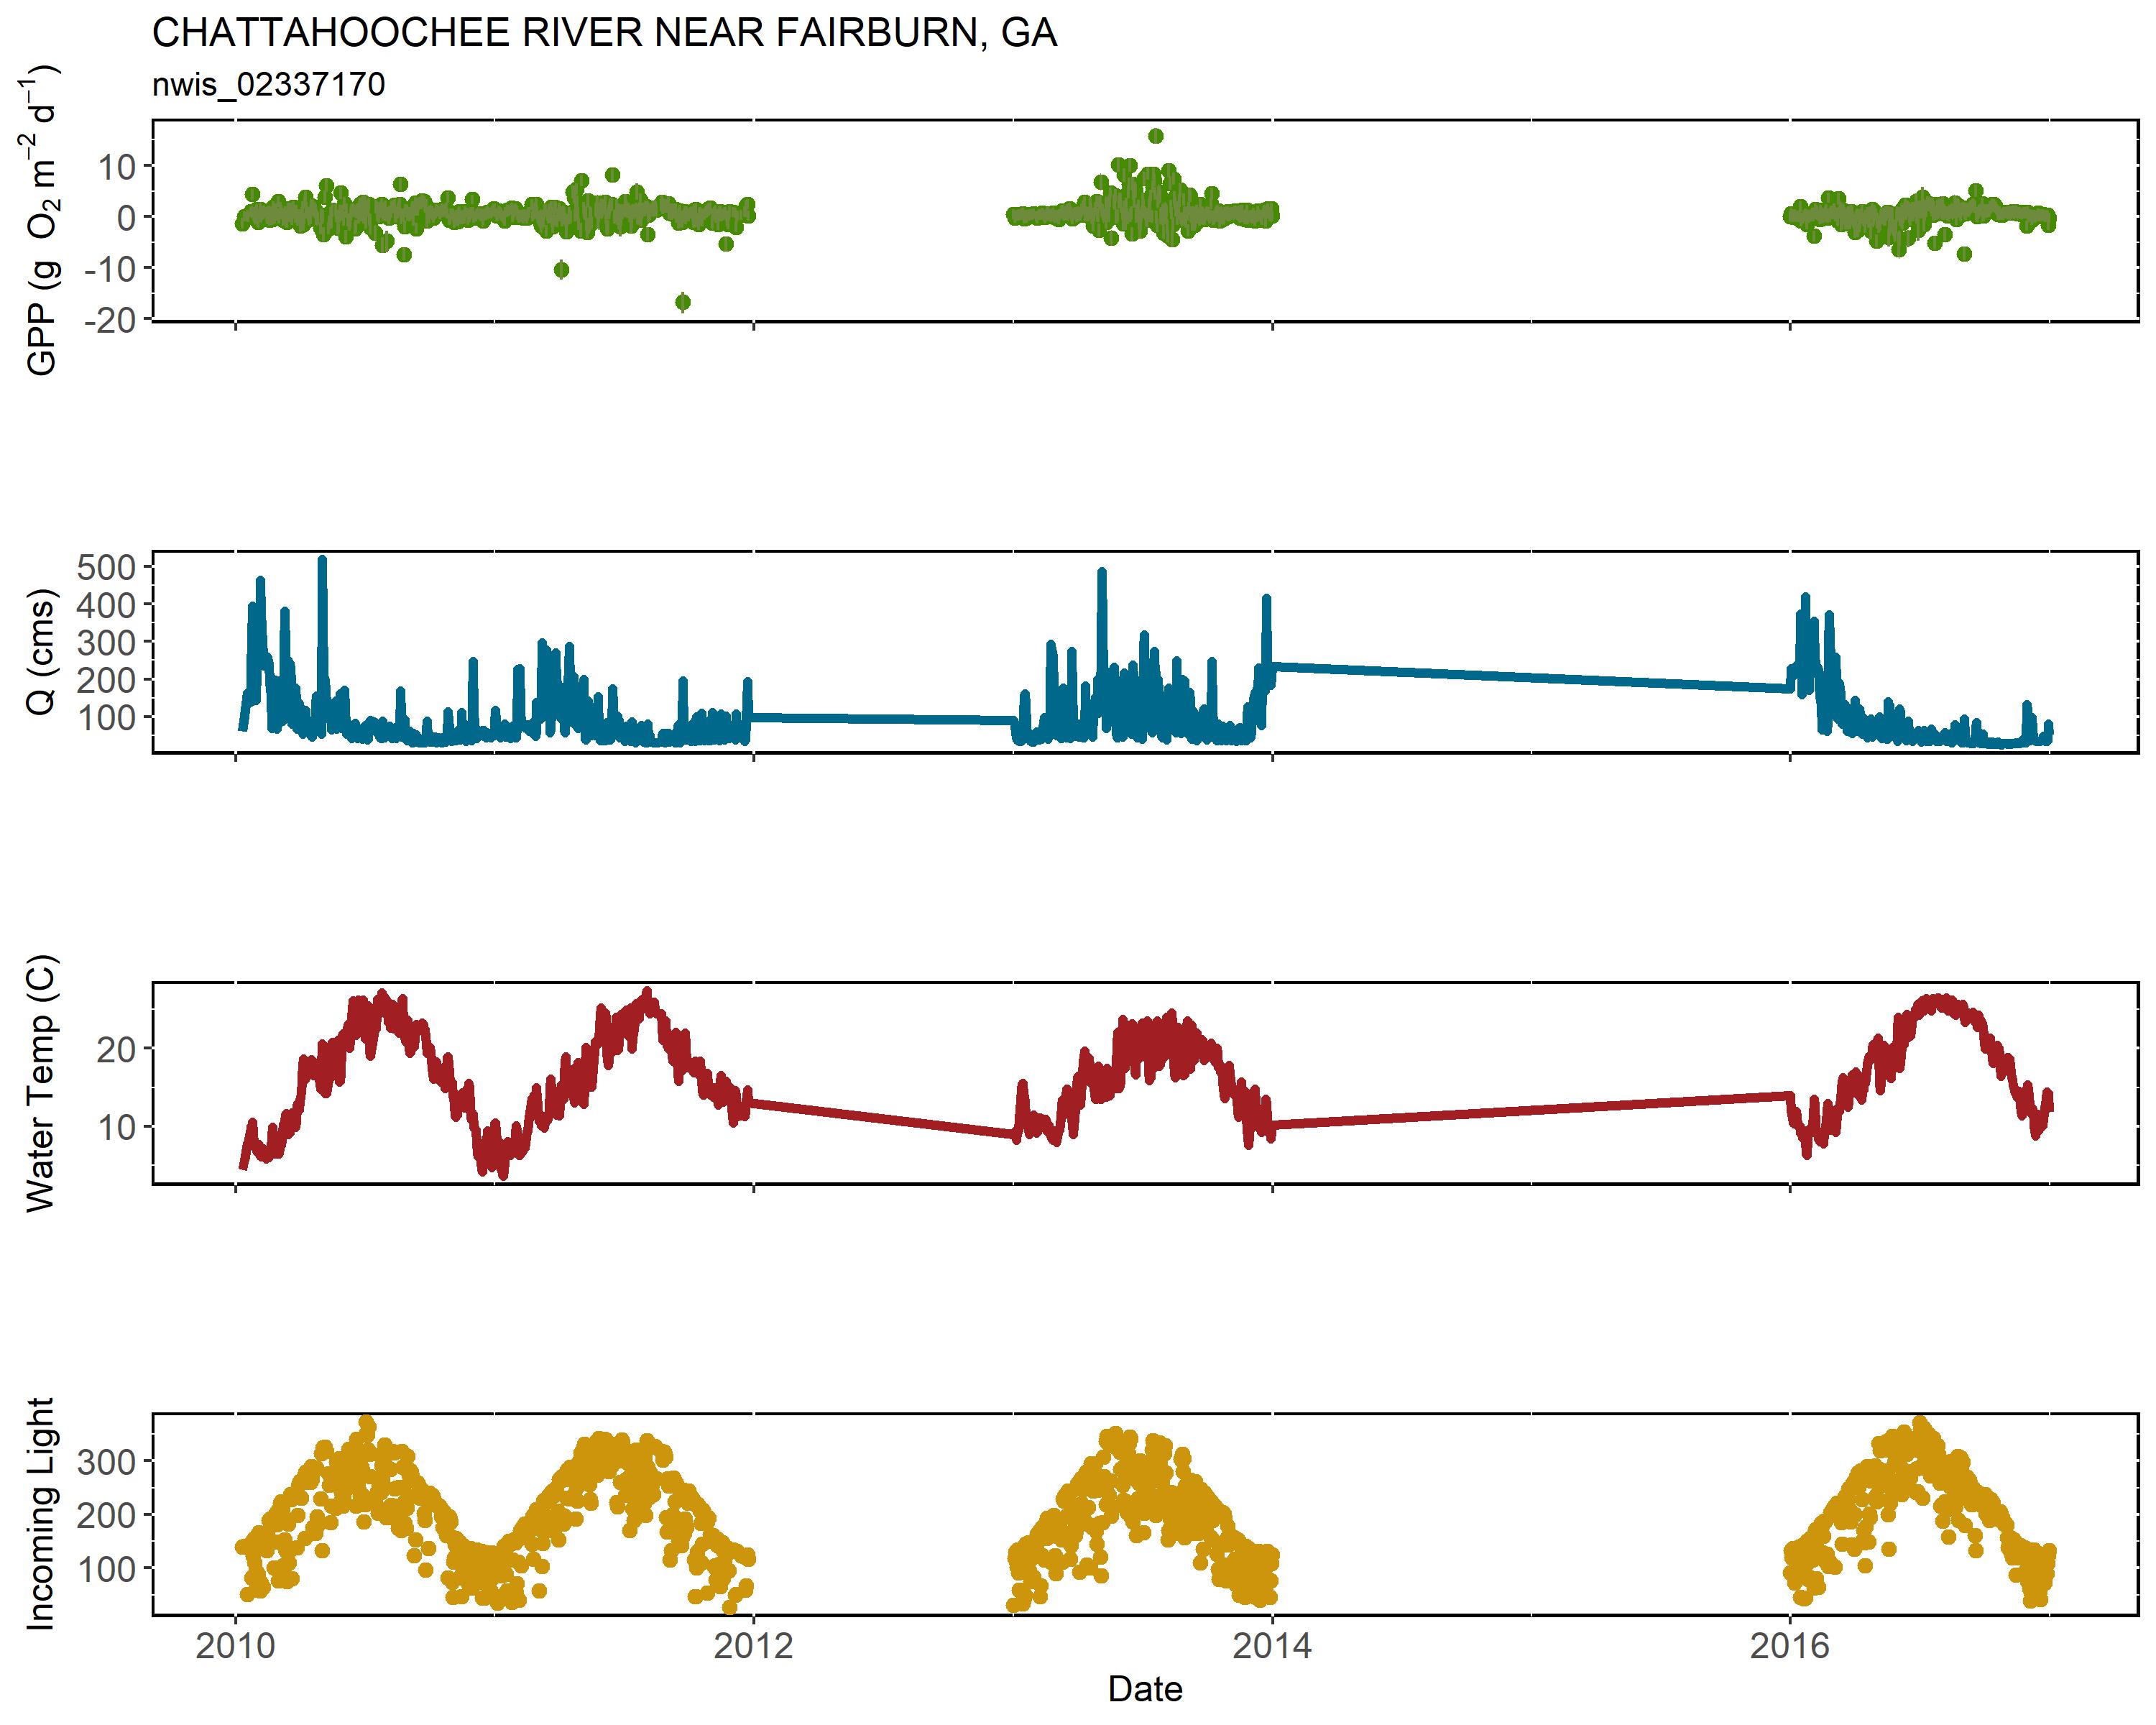 CHATTAHOOCHEE RIVER NEAR FAIRBURN, GA
nwis_02337170
GPP (g O₂ m⁻² d⁻¹)
10
0
-10
-20
Q (cms)
500
400
300
200
100
Water Temp (C)
20
10
Incoming Light
300
200
100
2010 2012 2014 2016
Date